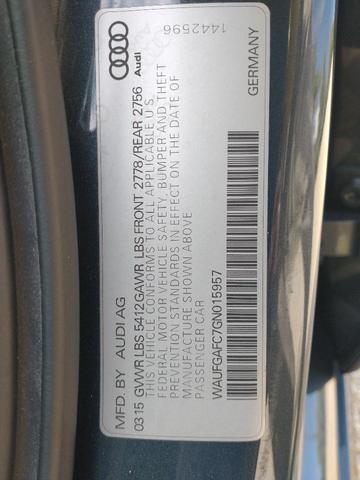 MFD. BY AUDI AG
03 15 GVWR LBS 5412 GAWR LBS FRONT 2778/REAR 2756
THIS VEHICLE CONFORMS TO ALL APPLICABLE U.S.
FEDERAL MOTOR VEHICLE SAFETY, BUMPER AND THEFT
PREVENTION STANDARDS IN EFFECT ON THE DATE OF
MANUFACTURE SHOWN ABOVE
PASSENGER CAR
WAUFGAFC7GN015957
GERMANY
Audi
1442596